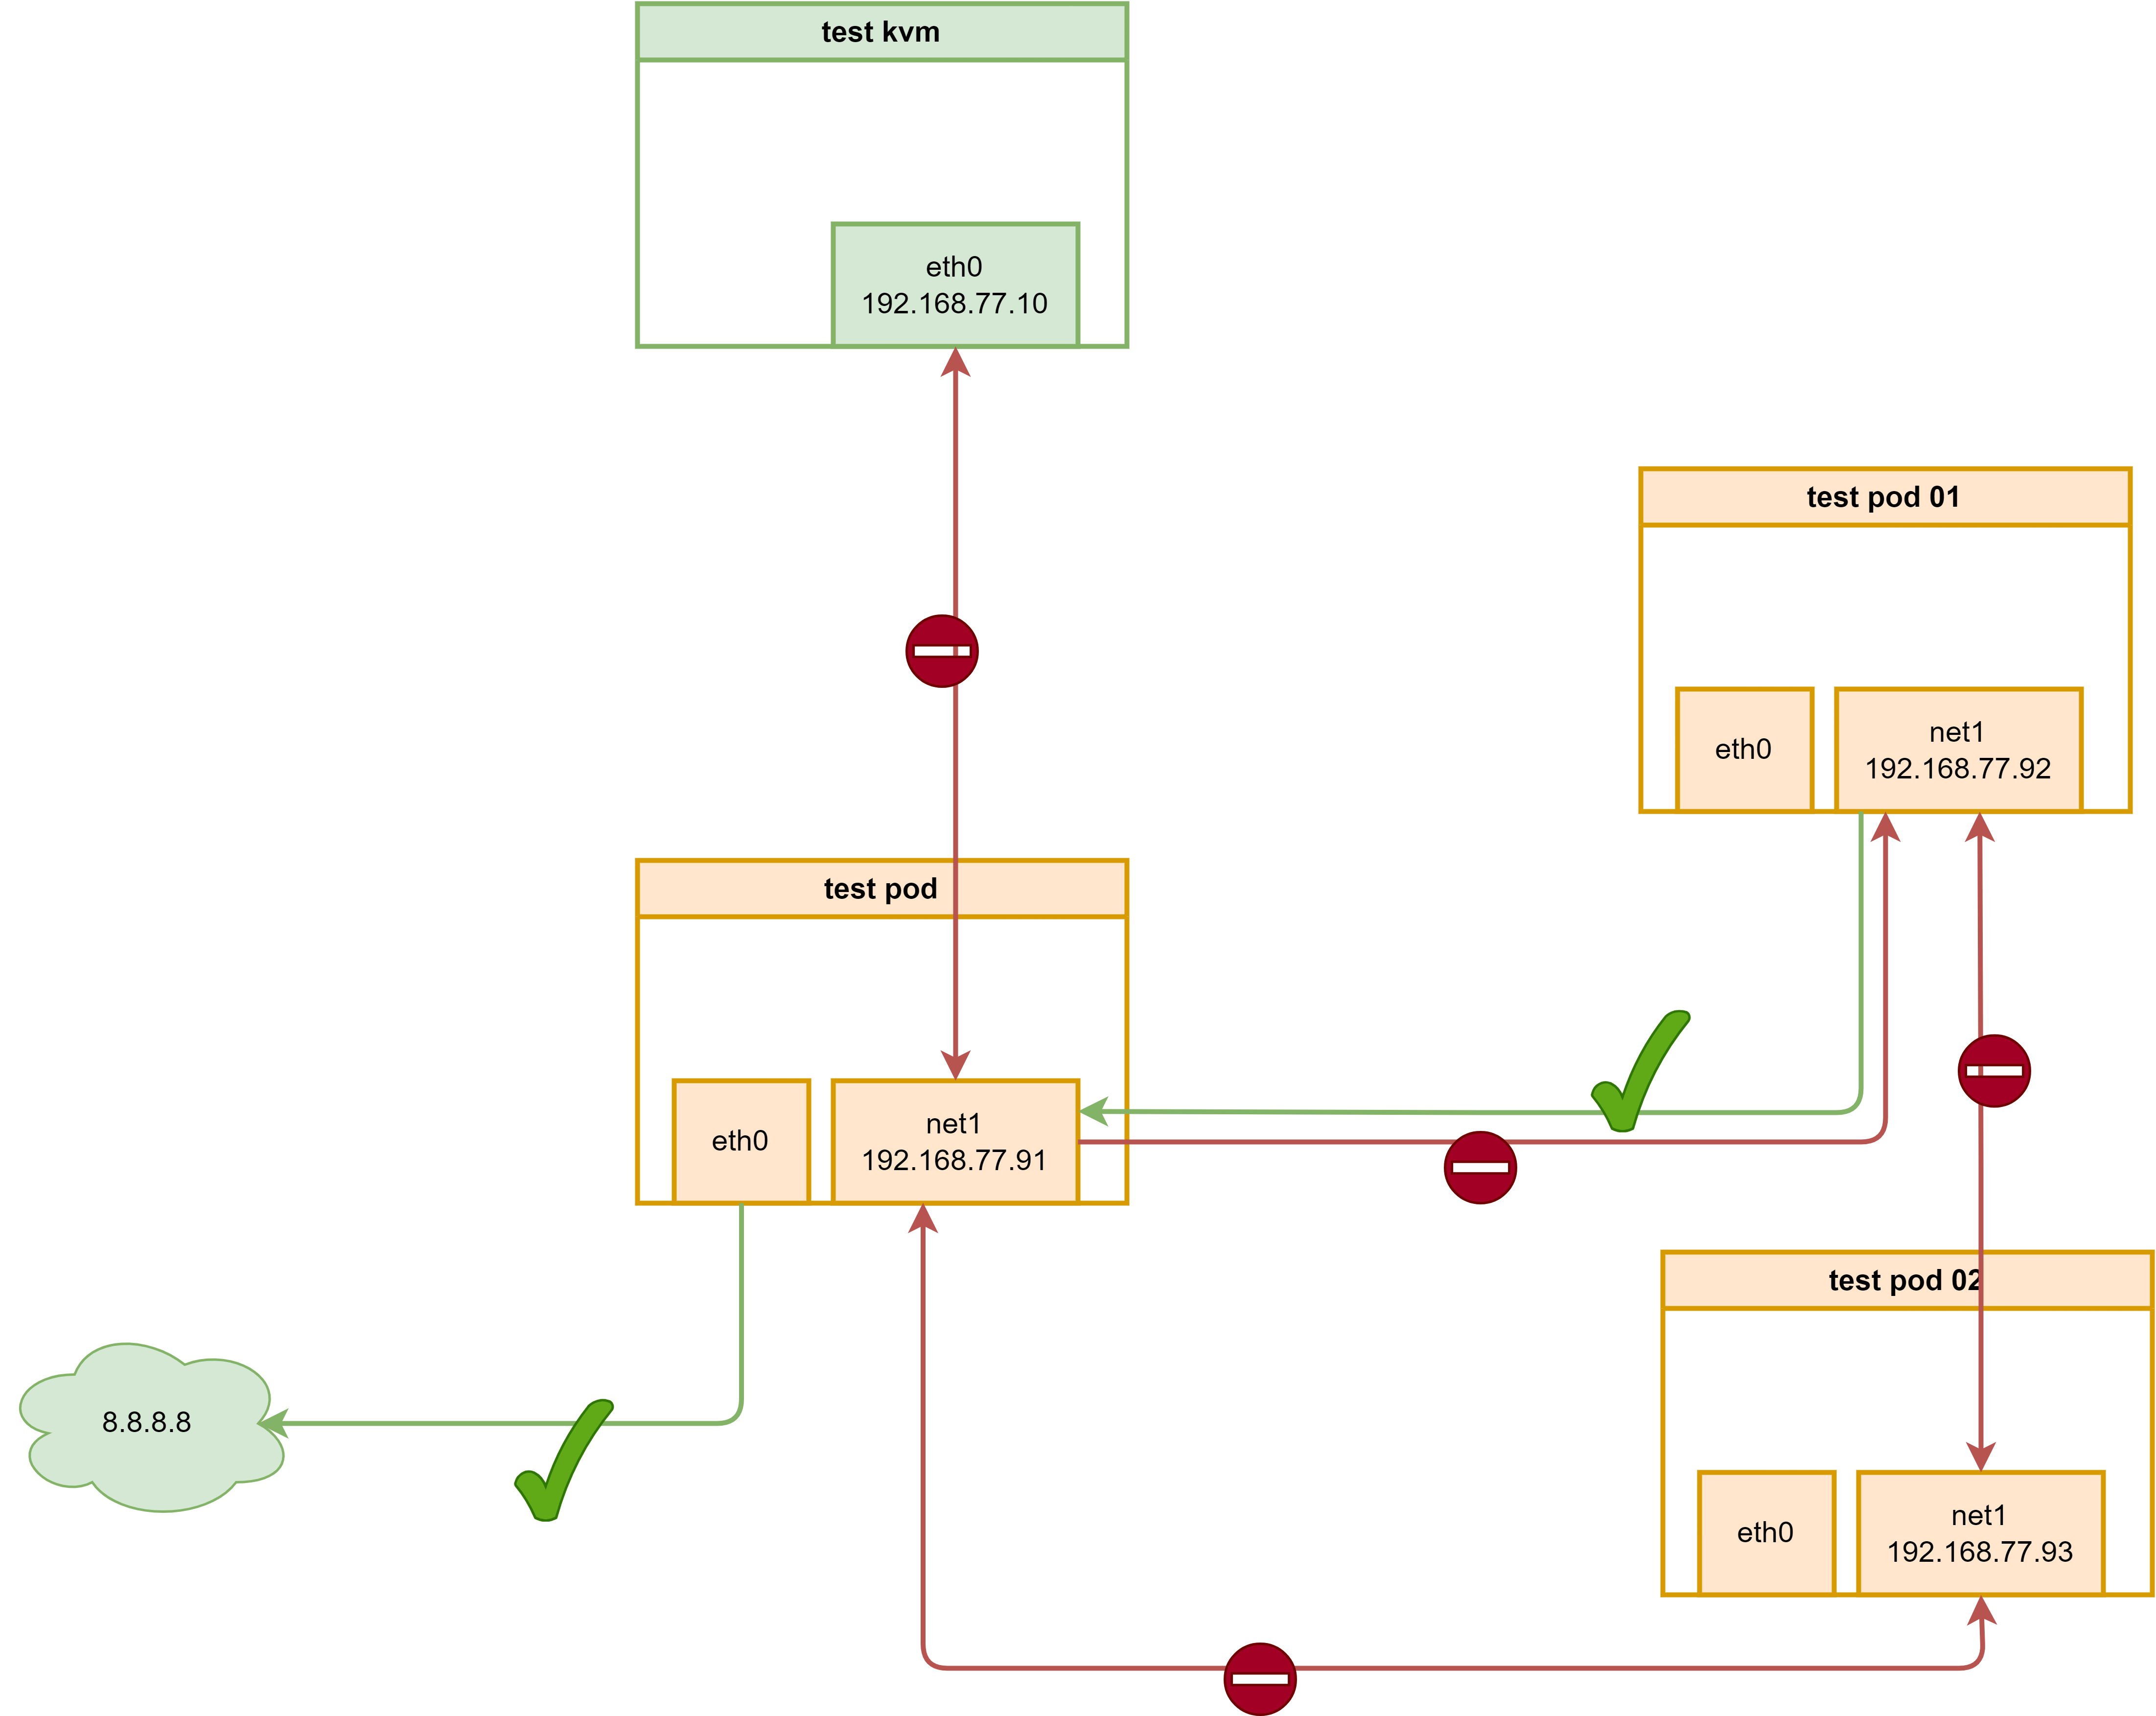 test kvm
eth0
192.168.77.10
test pod 01
eth0
net1
192.168.77.92
test pod
eth0
net1
192.168.77.91
test pod 02
8.8.8.8
eth0
net1
192.168.77.93